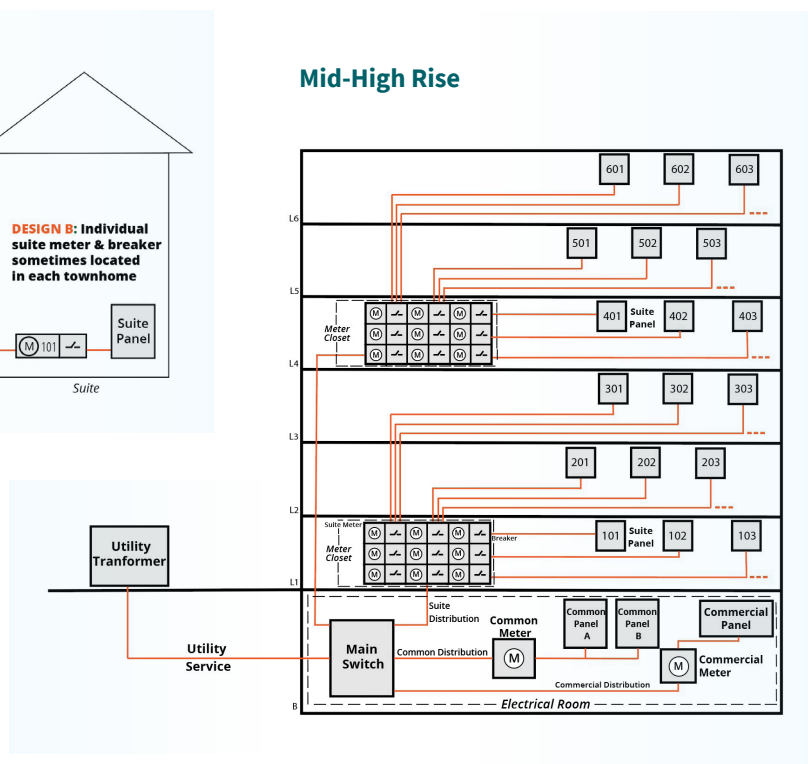 Mid-High Rise
DESIGN B: Individual
suite meter & breaker
sometimes located
in each townhome
M 101
Suite
Panel
Suite
601 602 603
L6
501 502 503
L5
Meter
Closet
M M M
M M M
M M M
401 Suite
Panel 402 403
L4
301 302 303
L3
201 202 203
L2
Suite Meter
Breaker
Meter
Closet
M M M
M M M
M M M
101 Suite
Panel 102 103
L1
Utility
Tranformer
Utility
Service
Main
Switch
Suite
Distribution
Common Distribution
Common
Meter
M
Common
Panel
A
Common
Panel
B
Commercial
Panel
M
Commercial
Meter
Commercial Distribution
Electrical Room
B